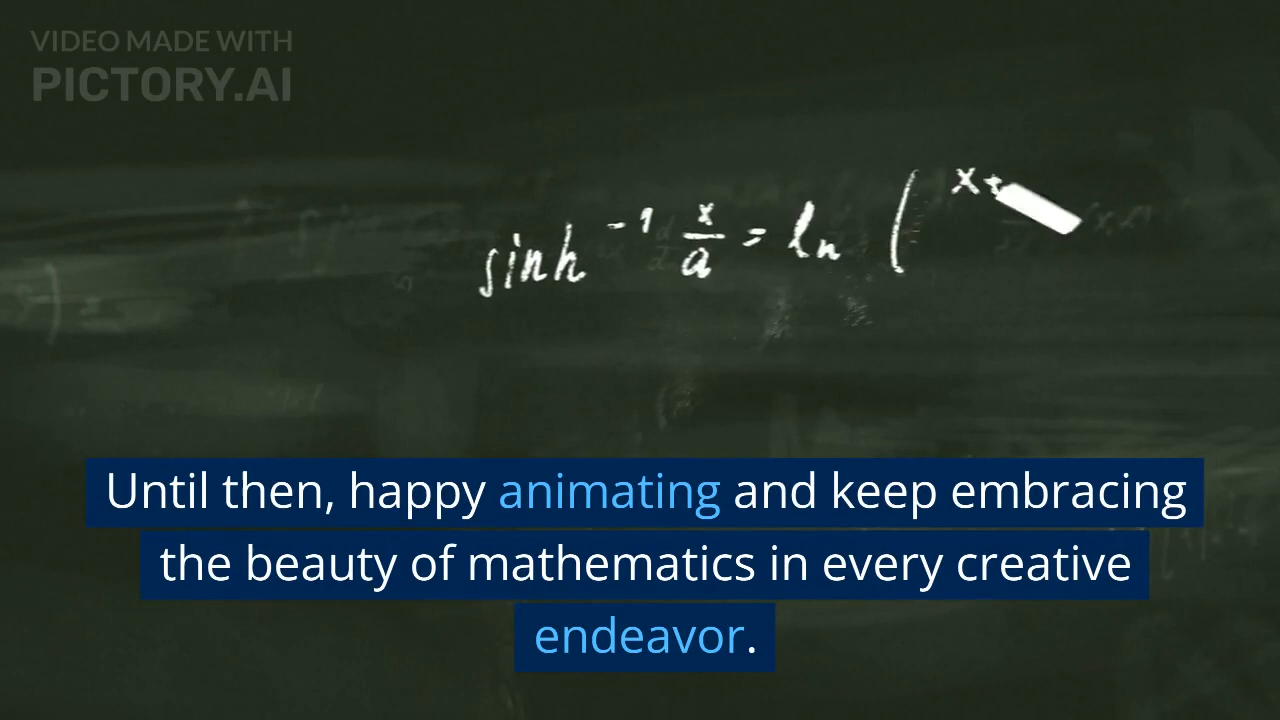 VIDEO MADE WITH
PICTORY.AI
sinh⁻¹ x/a = ln ( x+
Until then, happy animating and keep embracing
the beauty of mathematics in every creative
endeavor.